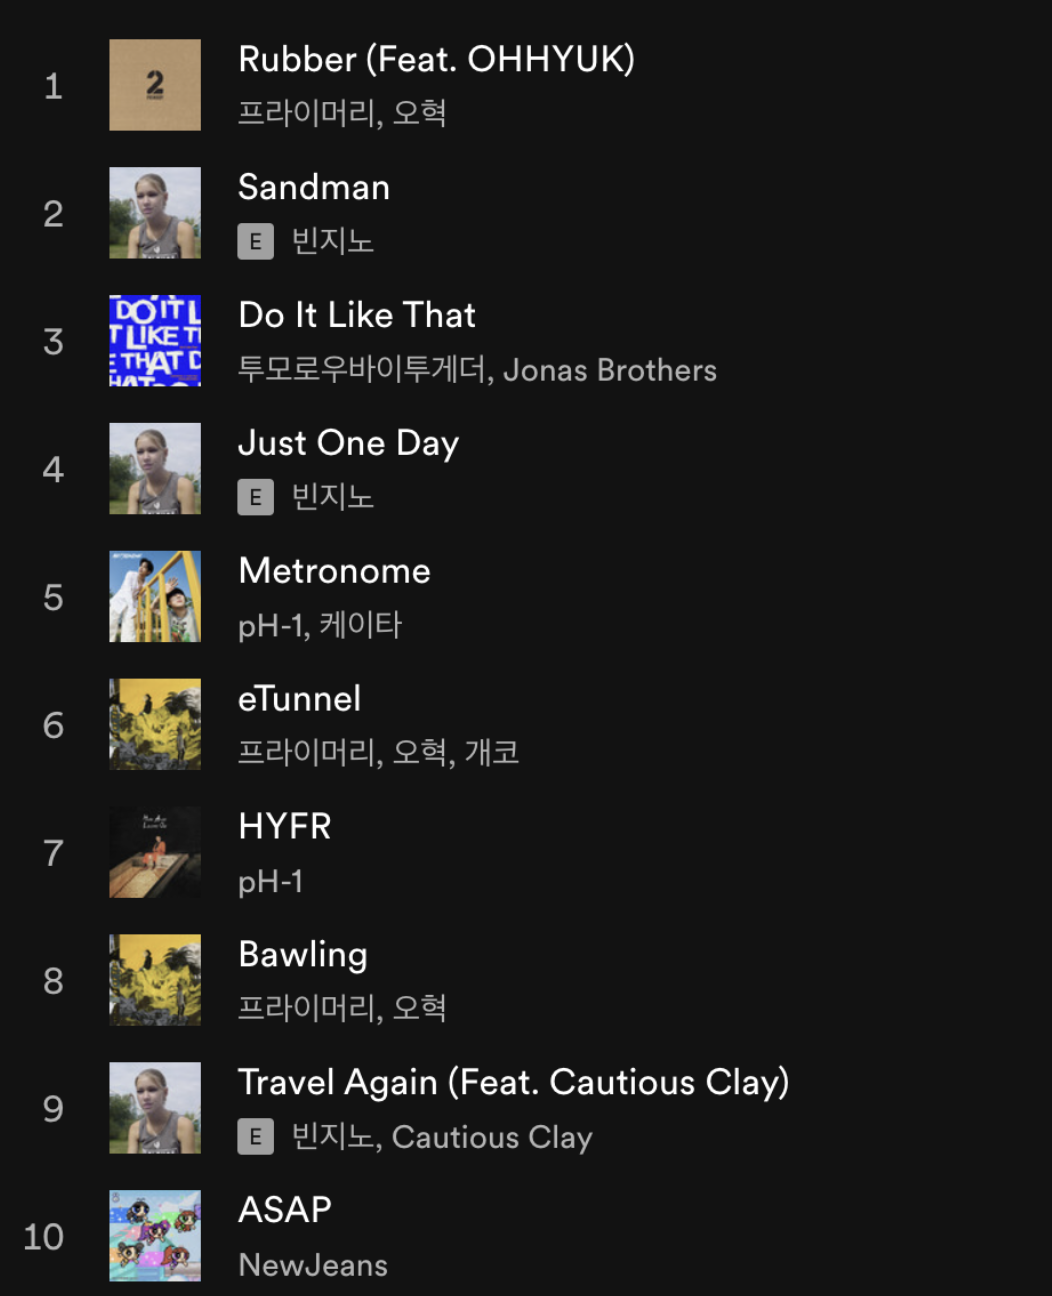 1
2
Rubber (Feat. OHHYUK)
프라이머리, 오혁
2
Sandman
E 빈지노
3
DO IT L
T LIKE T
E THAT D
HAT
Do It Like That
투모로우바이투게더, Jonas Brothers
4
Just One Day
E 빈지노
5
Metronome
pH-1, 케이타
6
eTunnel
프라이머리, 오혁, 개코
7
HYFR
pH-1
8
Bawling
프라이머리, 오혁
9
Travel Again (Feat. Cautious Clay)
E 빈지노, Cautious Clay
10
ASAP
NewJeans